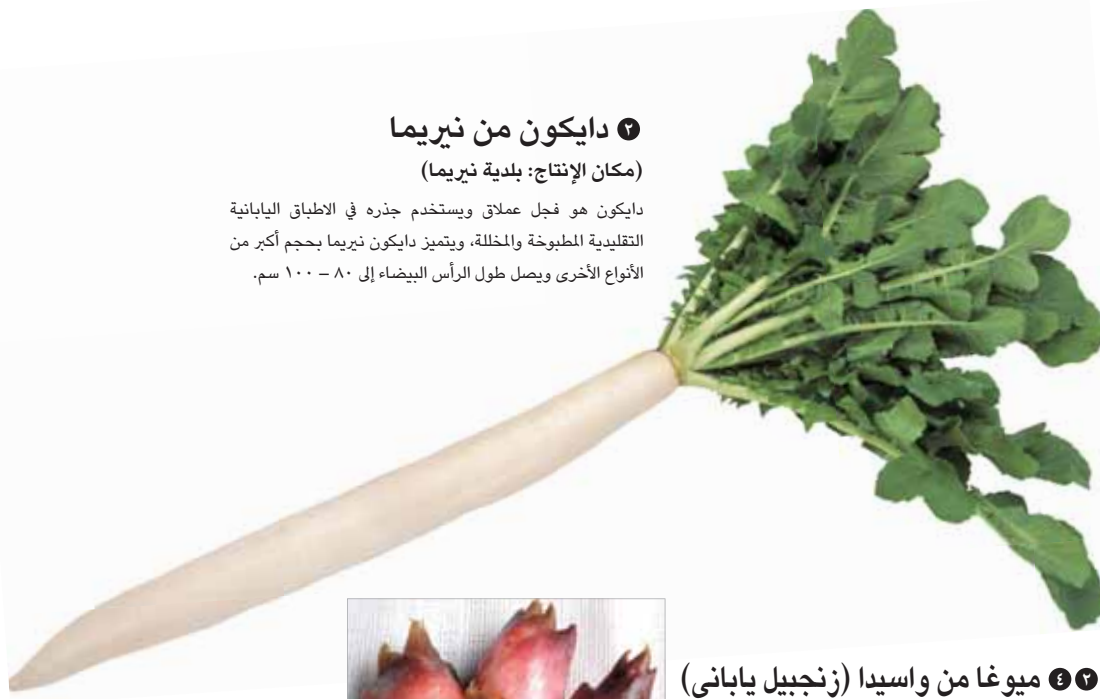 ❷ دايكون من نيريما
(مكان الإنتاج: بلدية نيريما)
دايكون هو فجل عملاق ويستخدم جذره في الاطباق اليابانية
التقليدية المطبوخة والمخللة، ويتميز دايكون نيريما بحجم أكبر من
الأنواع الأخرى ويصل طول الرأس البيضاء إلى ٨٠ – ١٠٠ سم.
❷❹ ميوغا من واسيدا (زنجبيل ياباني)